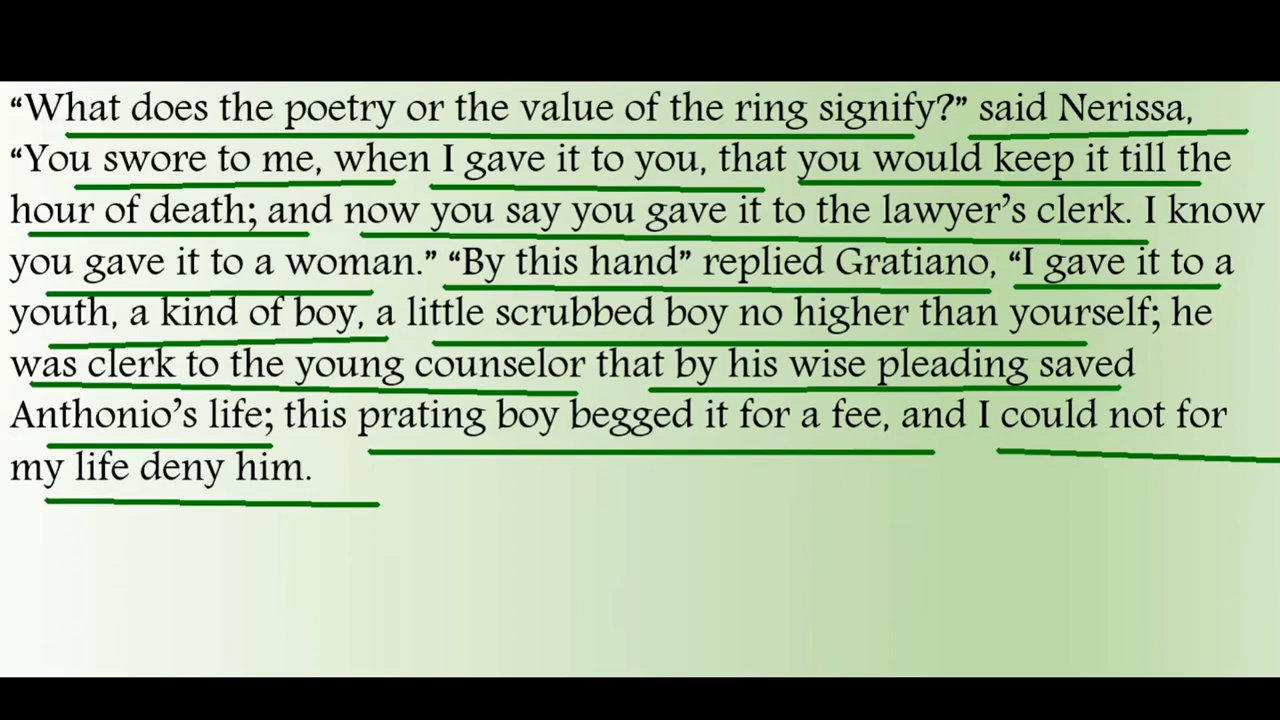 “What does the poetry or the value of the ring signify?” said Nerissa,
“You swore to me, when I gave it to you, that you would keep it till the
hour of death; and now you say you gave it to the lawyer’s clerk. I know
you gave it to a woman.” “By this hand” replied Gratiano, “I gave it to a
youth, a kind of boy, a little scrubbed boy no higher than yourself; he
was clerk to the young counselor that by his wise pleading saved
Anthonio’s life; this prating boy begged it for a fee, and I could not for
my life deny him.